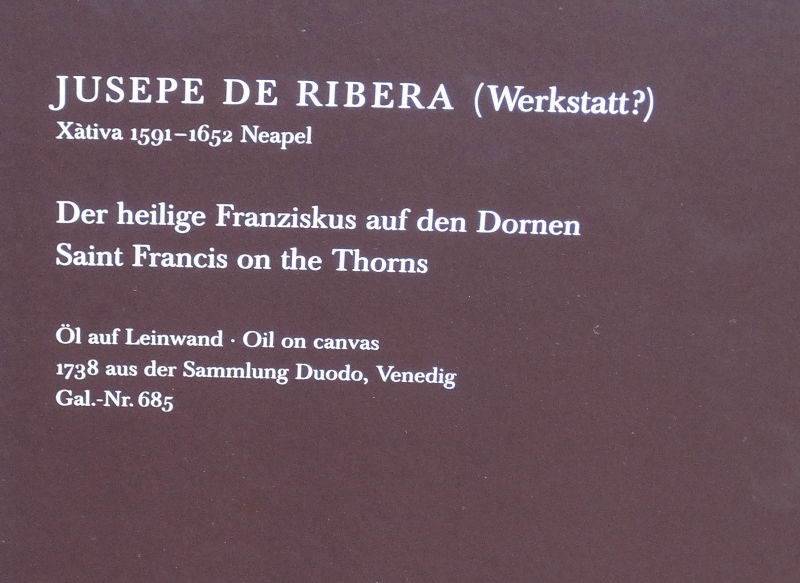 JUSEPE DE RIBERA (Werkstatt?)
Xàtiva 1591–1652 Neapel
Der heilige Franziskus auf den Dornen
Saint Francis on the Thorns
Öl auf Leinwand · Oil on canvas
1738 aus der Sammlung Duodo, Venedig
Gal.-Nr. 685